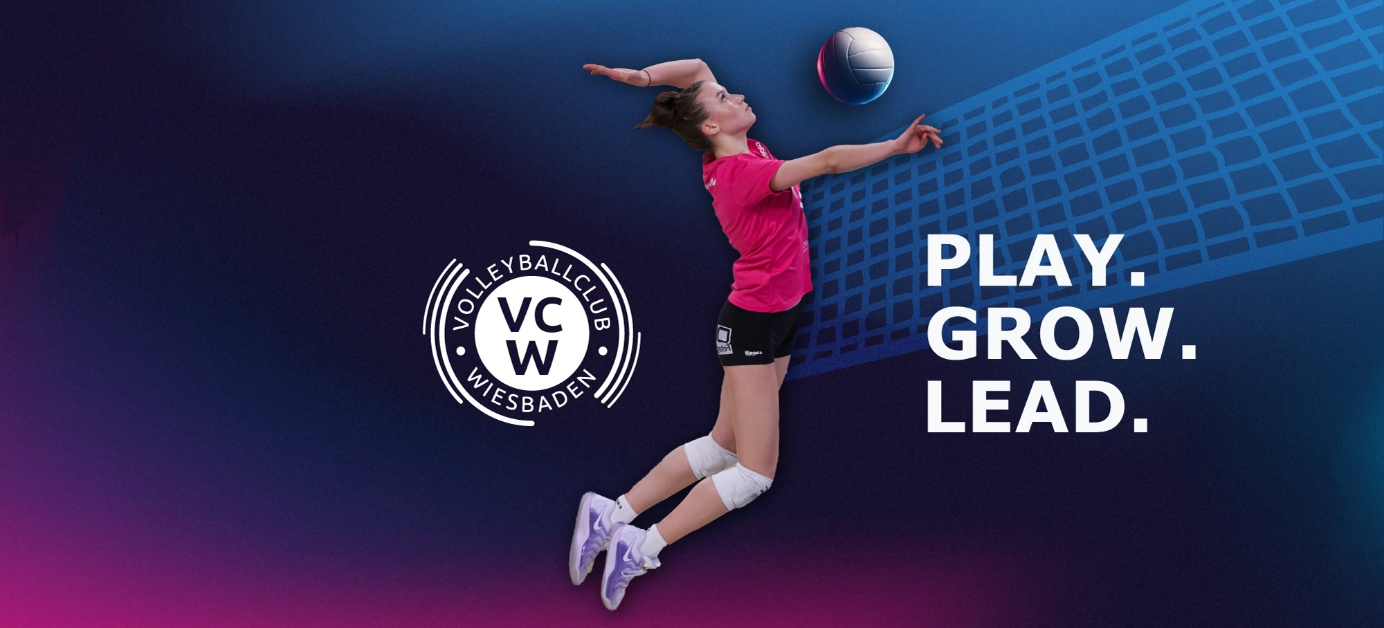 VOLLEYBALLCLUB
VC
W
WIESBADEN
PLAY.
GROW.
LEAD.